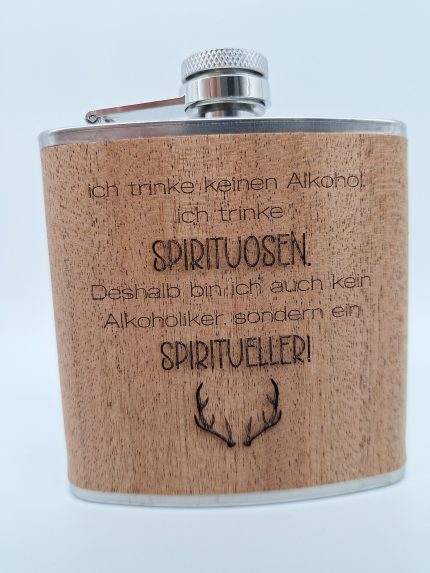 ich trinke keinen Alkohol,
ich trinke
SPIRITUOSEN.
Deshalb bin ich auch kein
Alkoholiker, sondern ein
SPIRITUELLER!